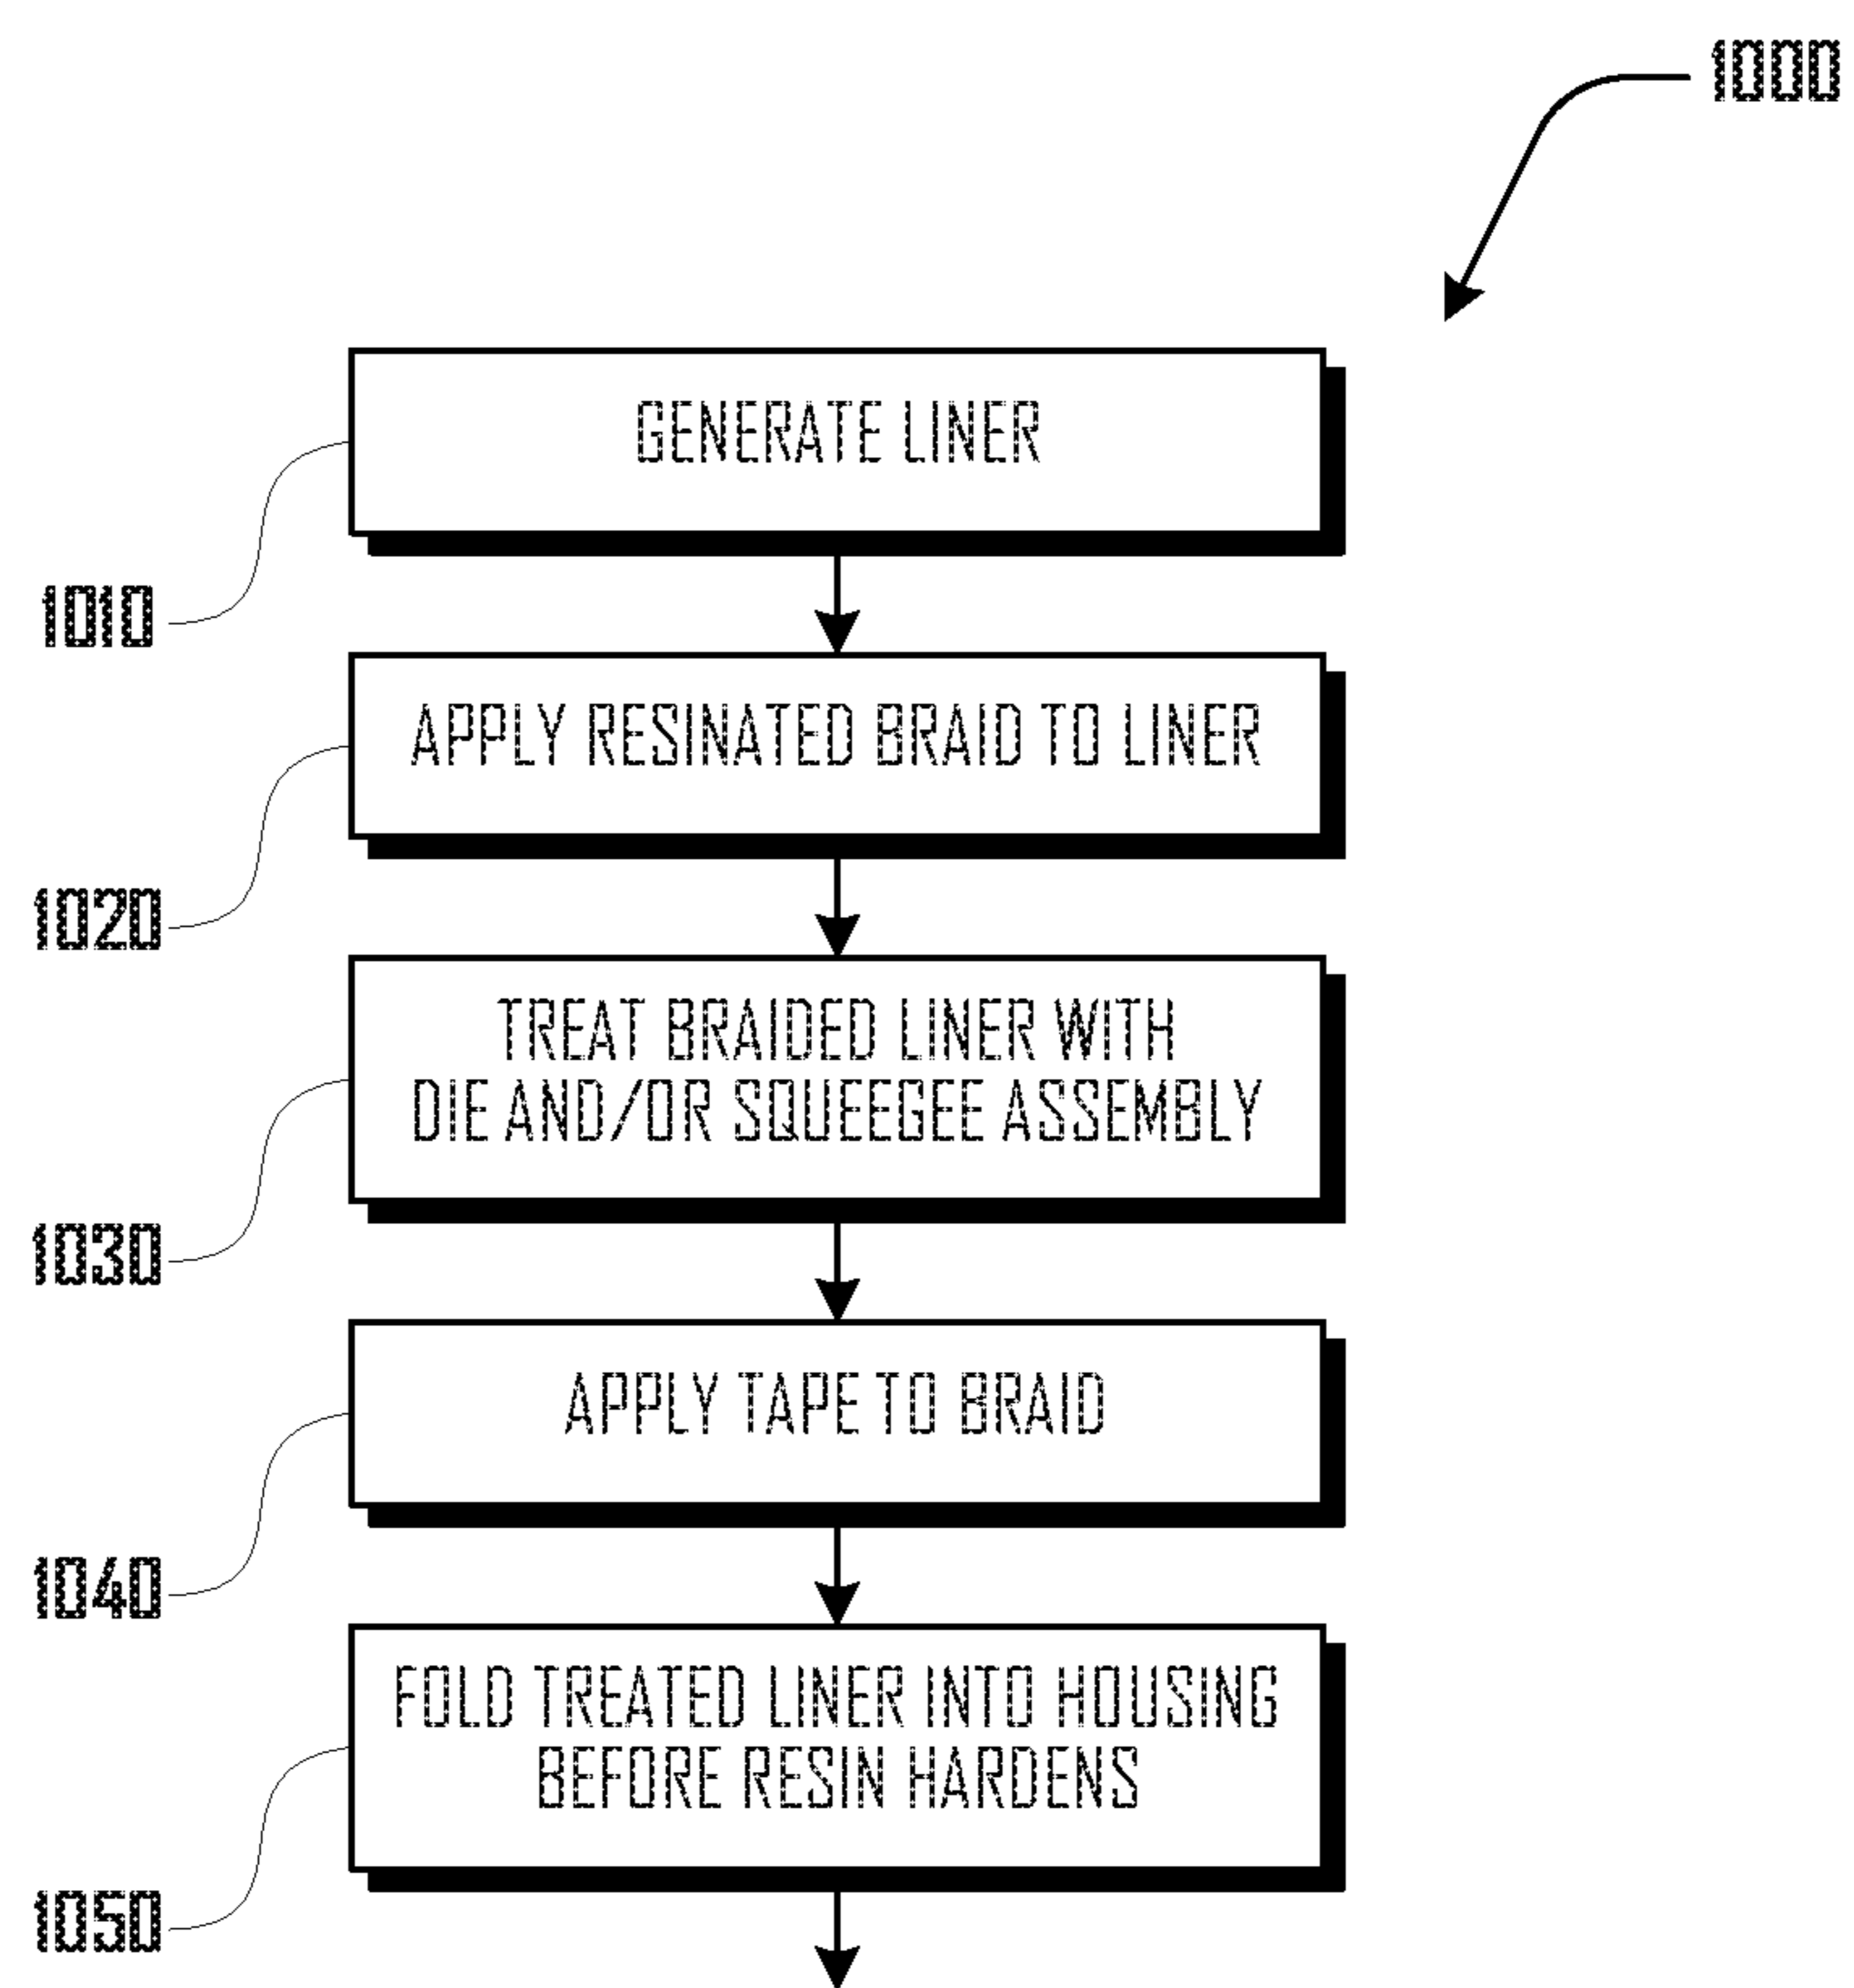 1000
GENERATE LINER
1010
APPLY RESINATED BRAID TO LINER
1020
TREAT BRAIDED LINER WITH
DIE AND/OR SQUEEGEE ASSEMBLY
1030
APPLY TAPE TO BRAID
1040
FOLD TREATED LINER INTO HOUSING
BEFORE RESIN HARDENS
1050